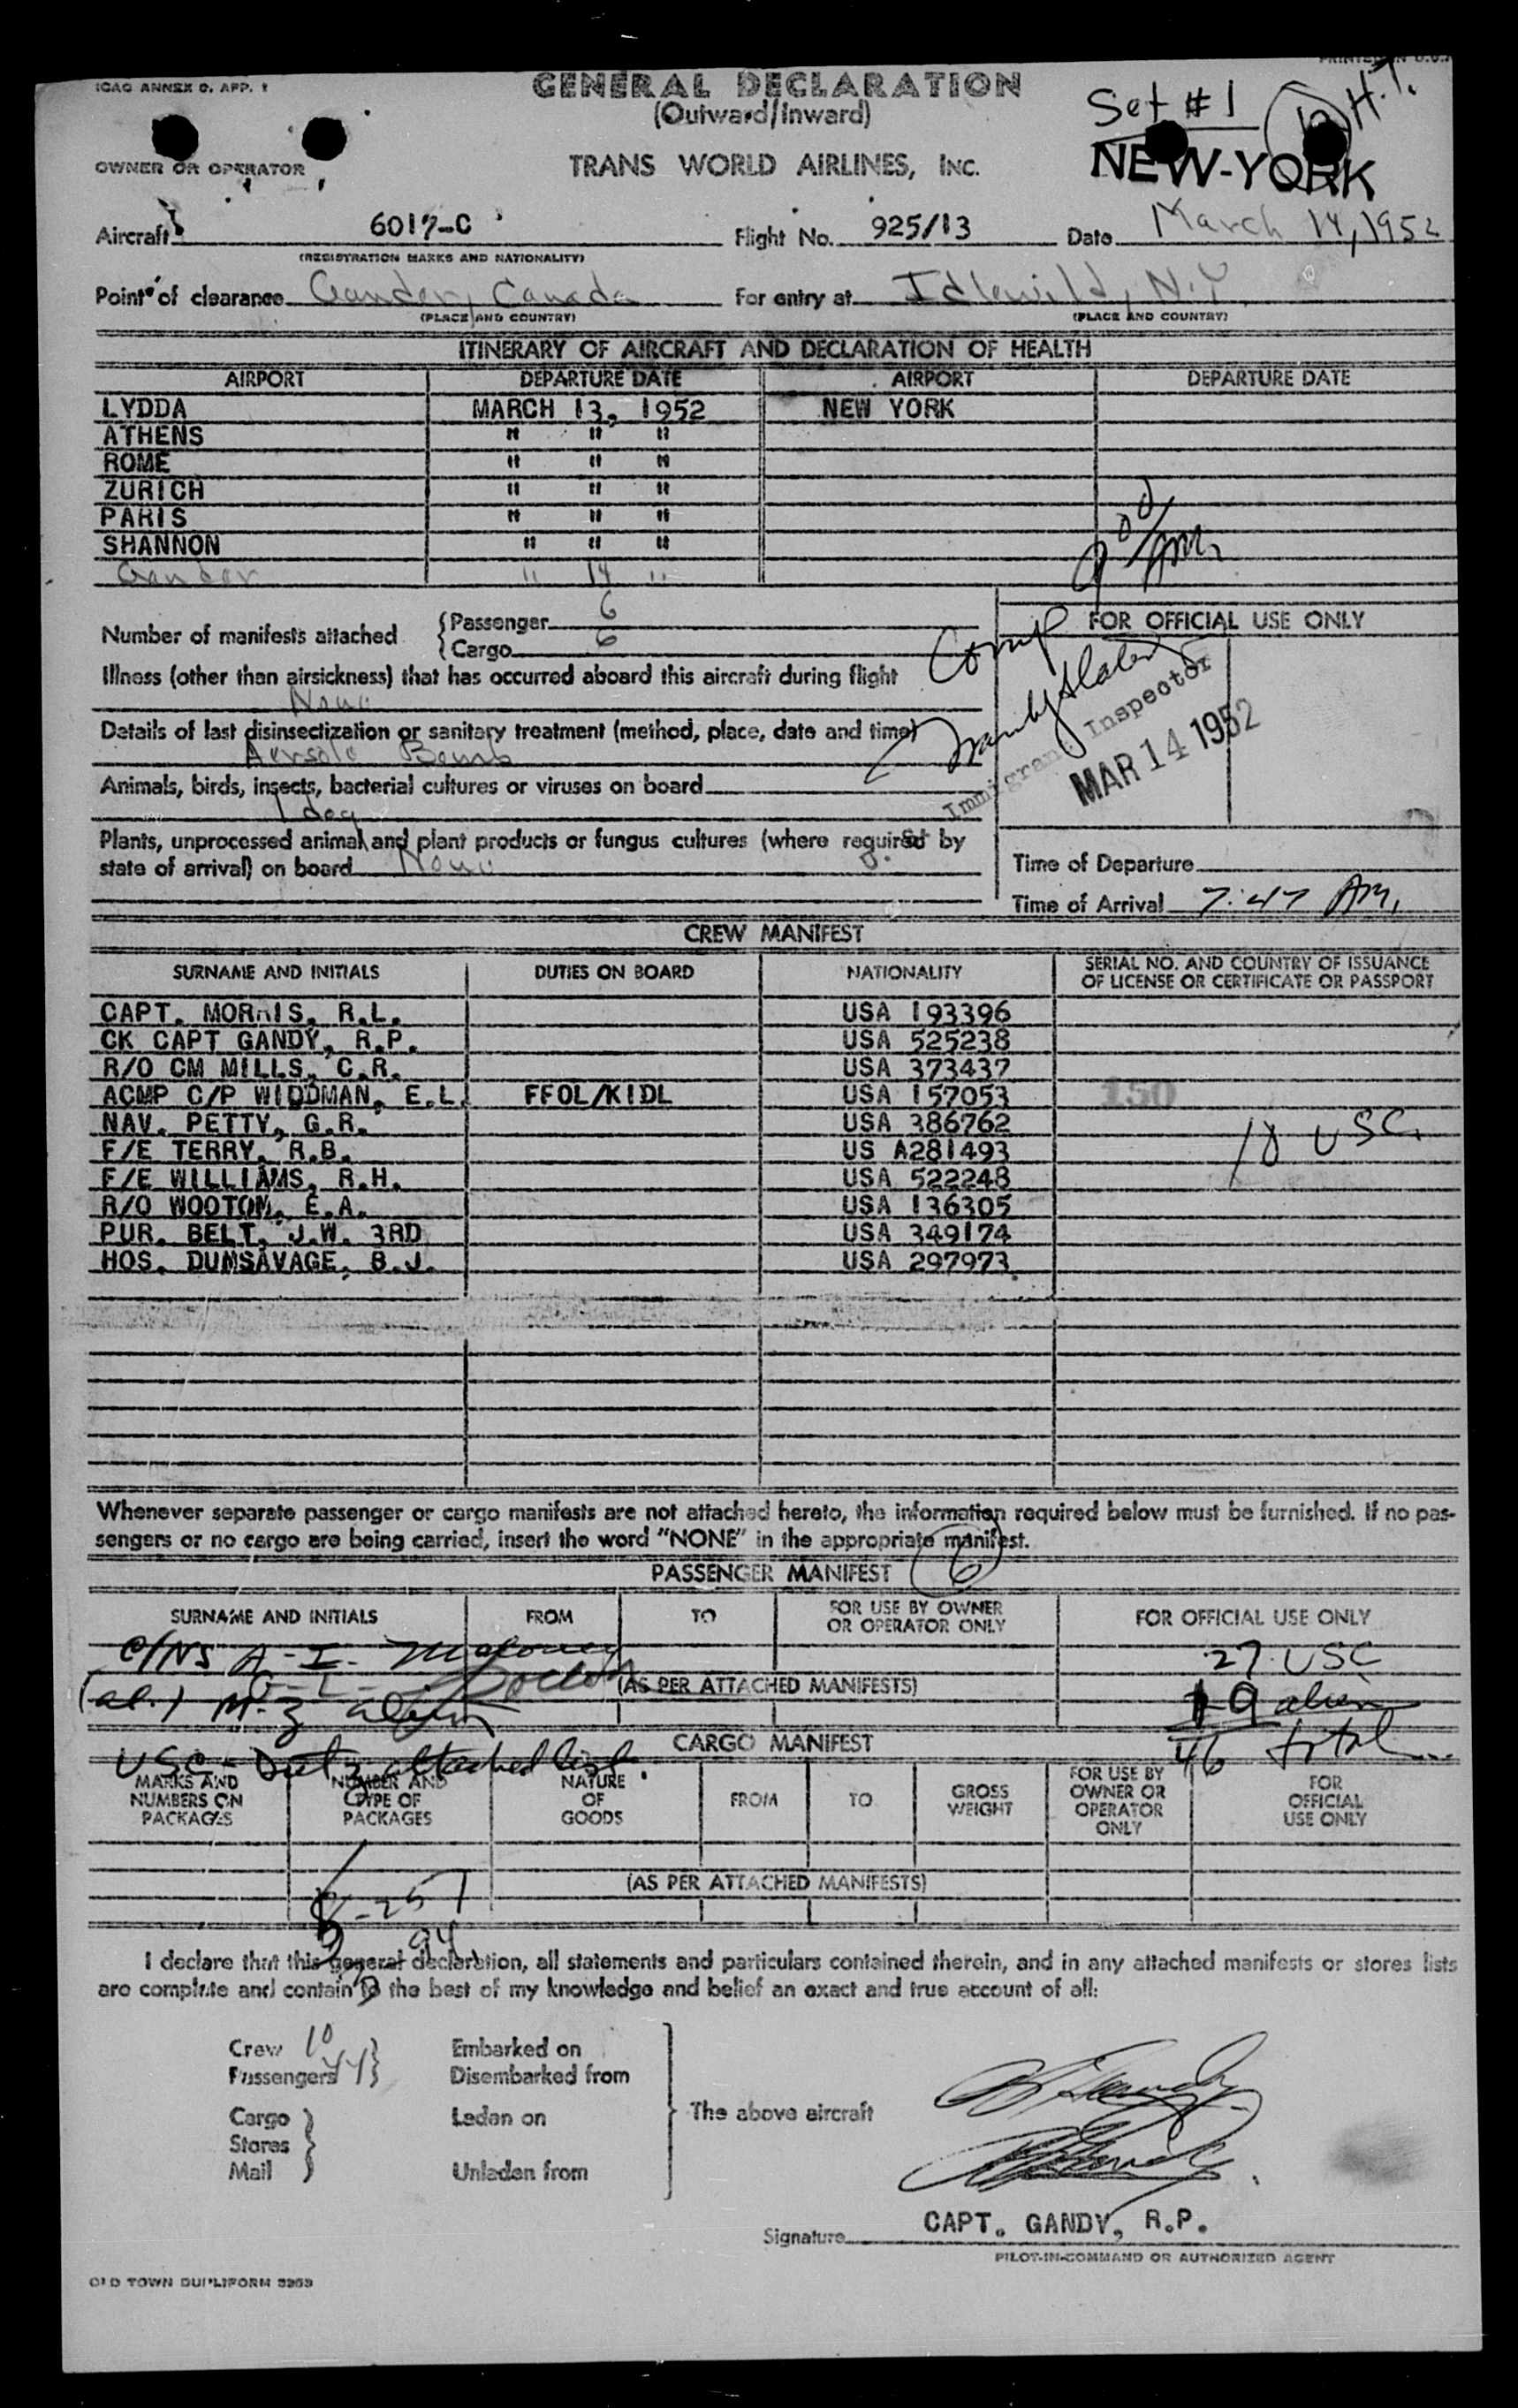 PRINTED IN U.S.A
ICAO ANNEX 9, APP. 1
GENERAL DECLARATION
(Outward/Inward)
Set #1
H.T.
OWNER OR OPERATOR
TRANS WORLD AIRLINES, INC.
NEW-YORK
Aircraft 6017-C Flight No. 925/13 Date March 14, 1952
(REGISTRATION MARKS AND NATIONALITY)
Point of clearance Gander, Canada For entry at Idlewild, N.Y.
(PLACE AND COUNTRY) (PLACE AND COUNTRY)
ITINERARY OF AIRCRAFT AND DECLARATION OF HEALTH
AIRPORT DEPARTURE DATE AIRPORT DEPARTURE DATE
LYDDA MARCH 13, 1952 NEW YORK
ATHENS " " "
ROME " " "
ZURICH " " "
PARIS " " "
SHANNON " " "
Gander " 14 "
9 00/AM.
Number of manifests attached { Passenger 6
{ Cargo 6
FOR OFFICIAL USE ONLY
Illness (other than airsickness) that has occurred aboard this aircraft during flight
None
Details of last disinsectization or sanitary treatment (method, place, date and time)
Aersole Bomb
Immigrant Inspector
MAR 14 1952
Animals, birds, insects, bacterial cultures or viruses on board
1 dog
Plants, unprocessed animal and plant products or fungus cultures (where required by
state of arrival) on board None
Time of Departure
Time of Arrival 7:47 AM.
CREW MANIFEST
SURNAME AND INITIALS DUTIES ON BOARD NATIONALITY SERIAL NO. AND COUNTRY OF ISSUANCE
OF LICENSE OR CERTIFICATE OR PASSPORT
CAPT. MORRIS, R.L. USA 193396
CK CAPT GANDY, R.P. USA 525238
R/O CM MILLS, C.R. USA 373437
ACMP C/P WIDDMAN, E.L. FFOL/KIDL USA 157053 150
NAV. PETTY, G.R. USA 386762
10 USC.
F/E TERRY, R.B. US A281493
F/E WILLIAMS, R.H. USA 522248
R/O WOOTOM, E.A. USA 136305
PUR. BELT, J.W. 3RD USA 349174
HOS. DUNSAVAGE, B.J. USA 297973
Whenever separate passenger or cargo manifests are not attached hereto, the information required below must be furnished. If no pas-
sengers or no cargo are being carried, insert the word "NONE" in the appropriate manifest.
PASSENGER MANIFEST 6
SURNAME AND INITIALS FROM TO FOR USE BY OWNER
OR OPERATOR ONLY FOR OFFICIAL USE ONLY
A-I- 27 USC
(AS PER ATTACHED MANIFESTS)
(al.) M-Z 19 alien
46 total
CARGO MANIFEST
USC - attached list.
MARKS AND
NUMBERS ON
PACKAGES NUMBER AND
TYPE OF
PACKAGES NATURE
OF
GOODS FROM TO GROSS
WEIGHT FOR USE BY
OWNER OR
OPERATOR
ONLY FOR
OFFICIAL
USE ONLY
(AS PER ATTACHED MANIFESTS)
I declare that this general declaration, all statements and particulars contained therein, and in any attached manifests or stores lists
are complete and contain to the best of my knowledge and belief an exact and true account of all:
Crew 10 } Embarked on
Passengers 44 } Disembarked from
Cargo } Laden on
Stores
Mail } Unladen from
The above aircraft
CAPT. GANDY, R.P.
Signature
PILOT-IN-COMMAND OR AUTHORIZED AGENT
OLD TOWN DUPLIFORM 3253